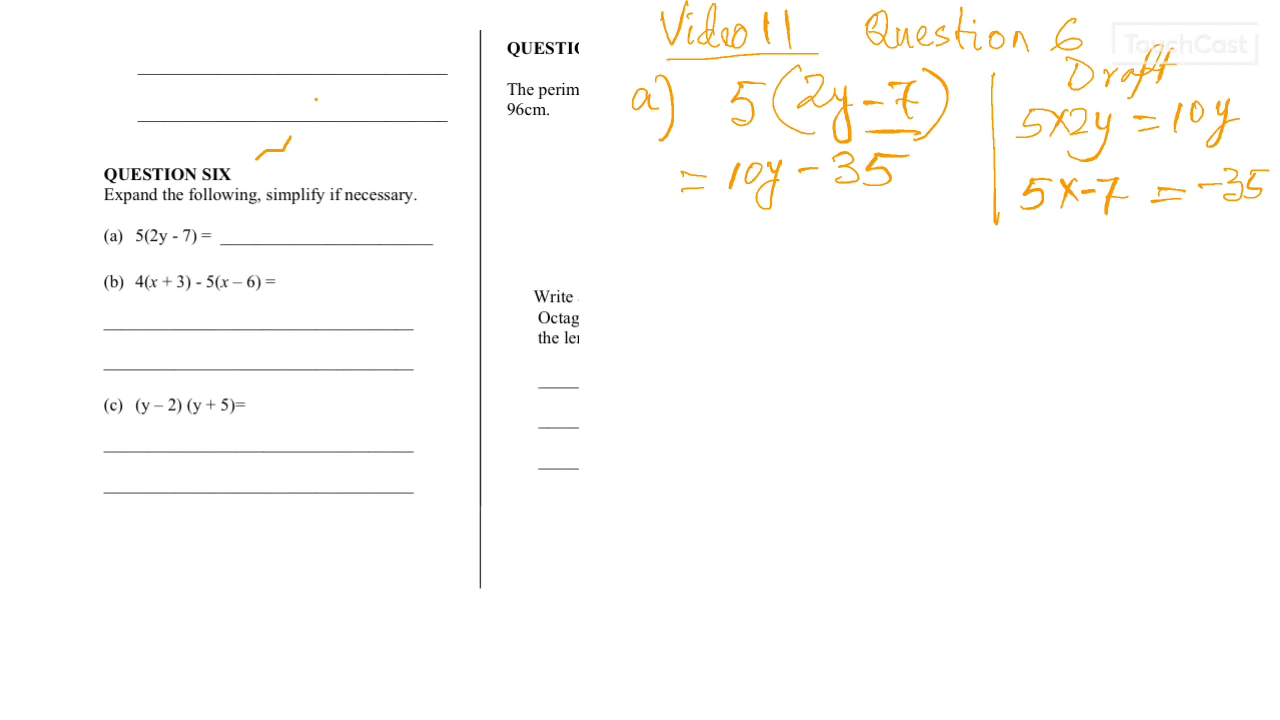 QUESTION SIX
Expand the following, simplify if necessary.
(a) 5(2y - 7) =
(b) 4(x + 3) - 5(x – 6) =
(c) (y – 2) (y + 5)=
QUESTIO
The perim
96cm.
Write
Octag
the len
Video 11 Question 6
TouchCast
a) 5(2y - 7)
= 10y - 35
Draft
5×2y = 10y
5×-7 = -35